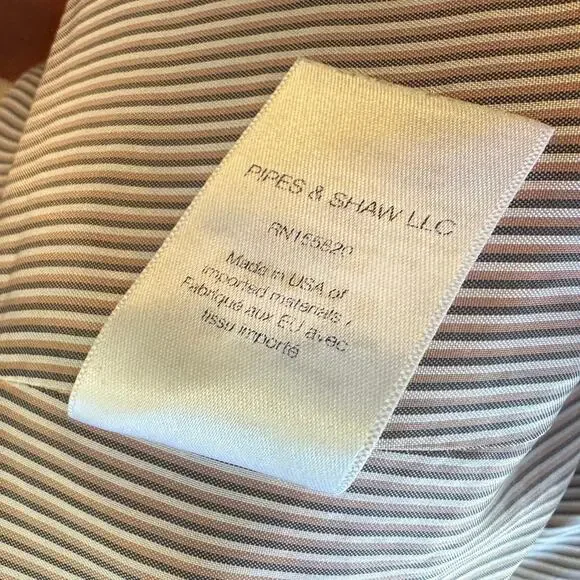 PIPES & SHAW LLC
RN155820
Made in USA of
imported materials /
Fabriqué aux EU avec
tissu importé